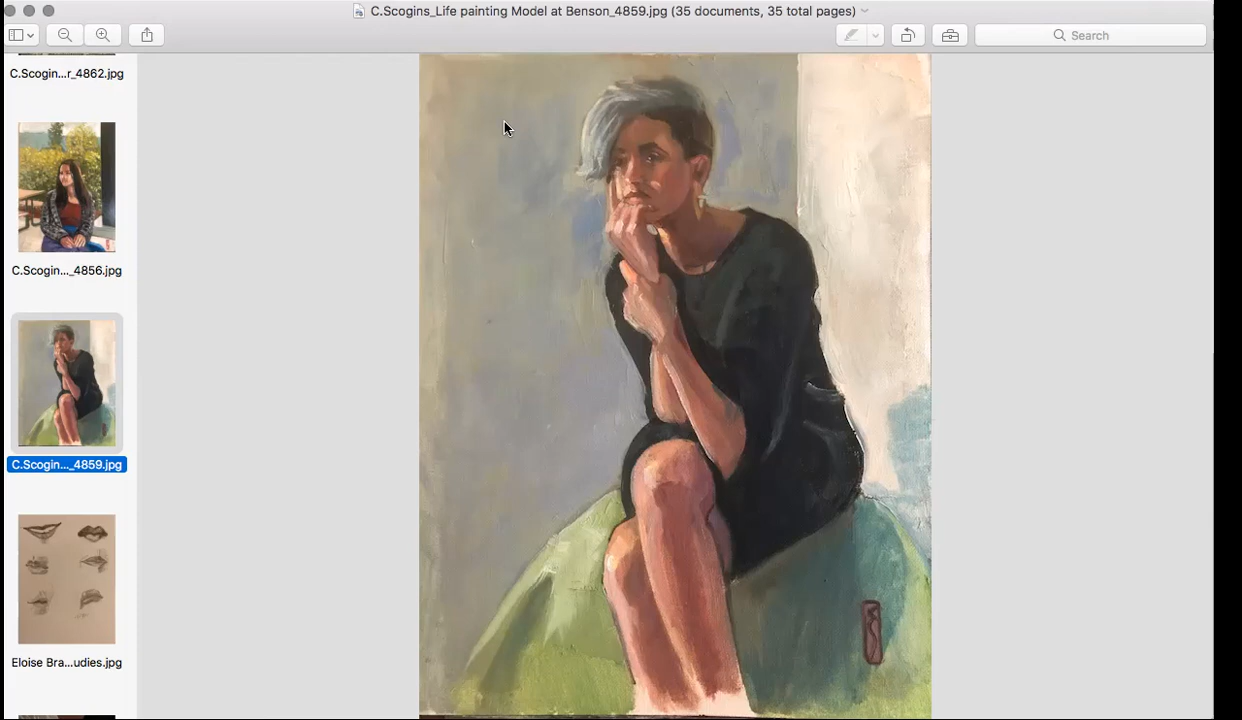 C.Scogins_Life painting Model at Benson_4859.jpg (35 documents, 35 total pages)
Search
C.Scogin...r_4862.jpg
C.Scogin..._4856.jpg
C.Scogin..._4859.jpg
Eloise Bra...udies.jpg